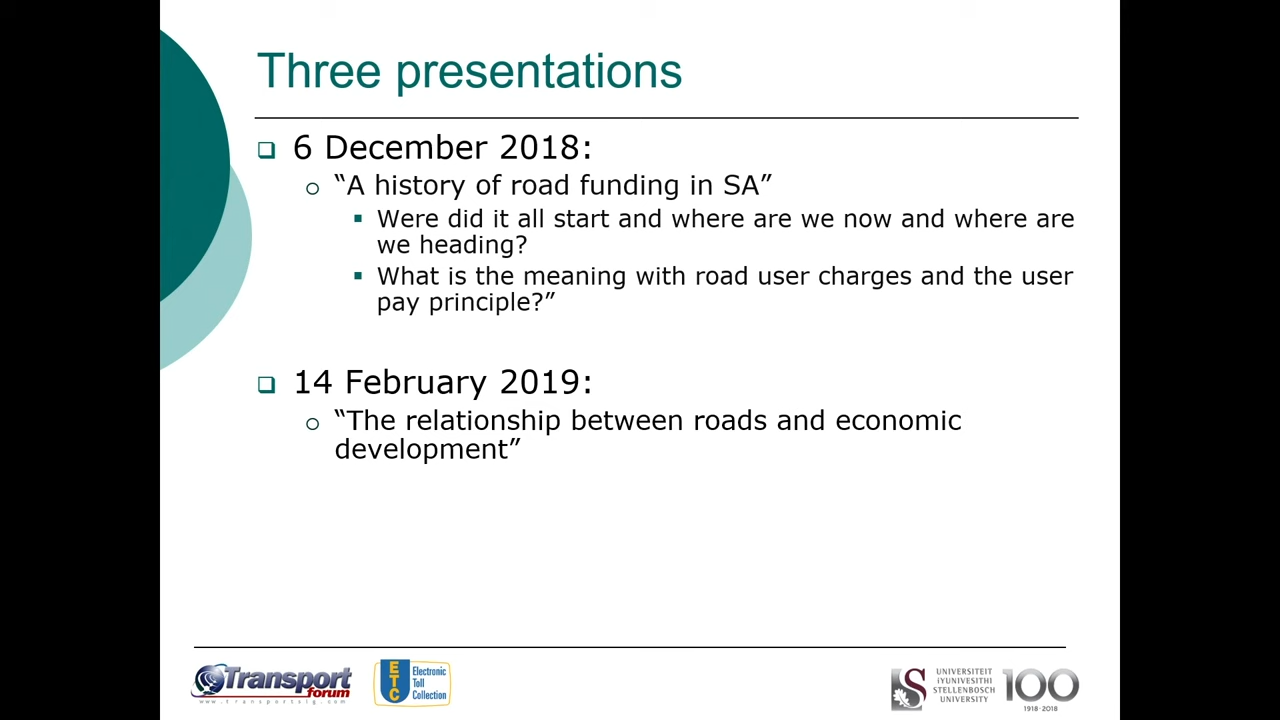 Three presentations
6 December 2018:
“A history of road funding in SA”
Were did it all start and where are we now and where are
we heading?
What is the meaning with road user charges and the user
pay principle?”
14 February 2019:
“The relationship between roads and economic
development”
Transport
forum
www.transportsig.com
ETC
Electronic
Toll
Collection
UNIVERSITEIT
iYUNIVESITHI
STELLENBOSCH
UNIVERSITY
100
1918·2018